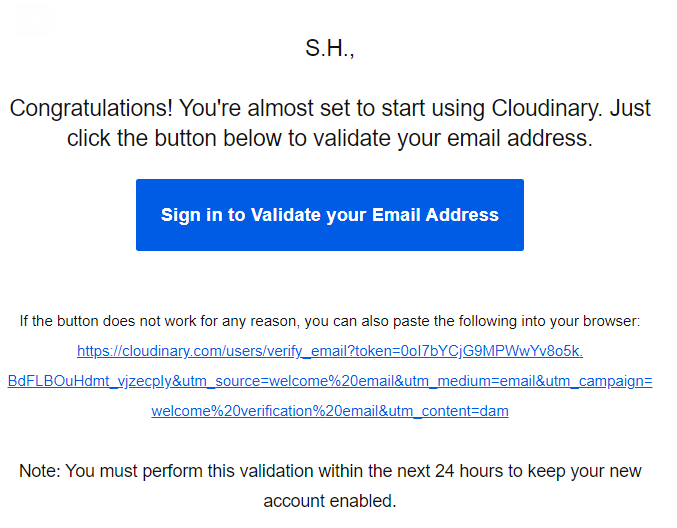 S.H.,
Congratulations! You're almost set to start using Cloudinary. Just
click the button below to validate your email address.
Sign in to Validate your Email Address
If the button does not work for any reason, you can also paste the following into your browser:
https://cloudinary.com/users/verify_email?token=0oI7bYCjG9MPWwYv8o5k.
BdFLBOuHdmt_vjzecply&utm_source=welcome%20email&utm_medium=email&utm_campaign=
welcome%20verification%20email&utm_content=dam
Note: You must perform this validation within the next 24 hours to keep your new
account enabled.